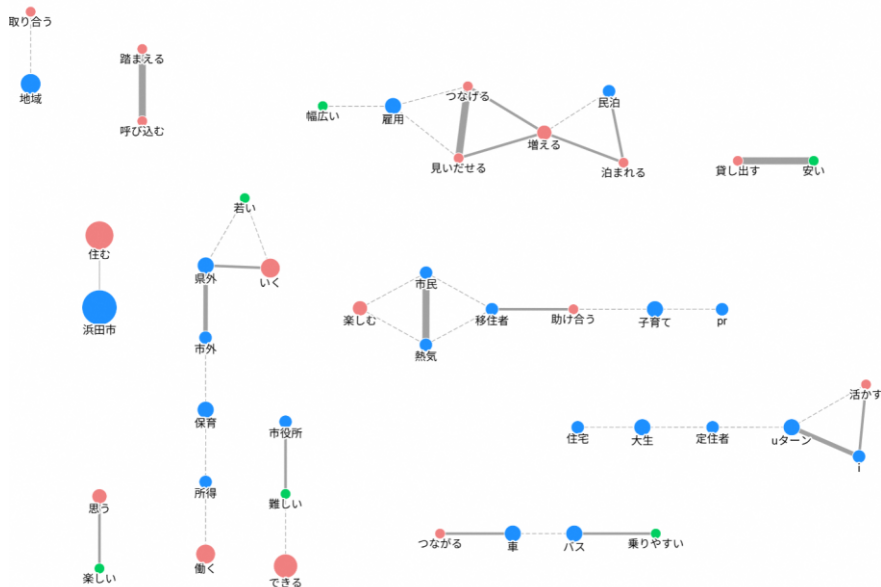 取り合う
地域
踏まえる
呼び込む
幅広い
雇用
つなげる
見いだせる
増える
民泊
泊まれる
貸し出す
安い
住む
浜田市
若い
県外
いく
市外
保育
所得
働く
市役所
難しい
できる
思う
楽しい
市民
楽しむ
熱気
移住者
助け合う
子育て
pr
住宅
大生
定住者
uターン
活かす
i
つながる
車
バス
乗りやすい